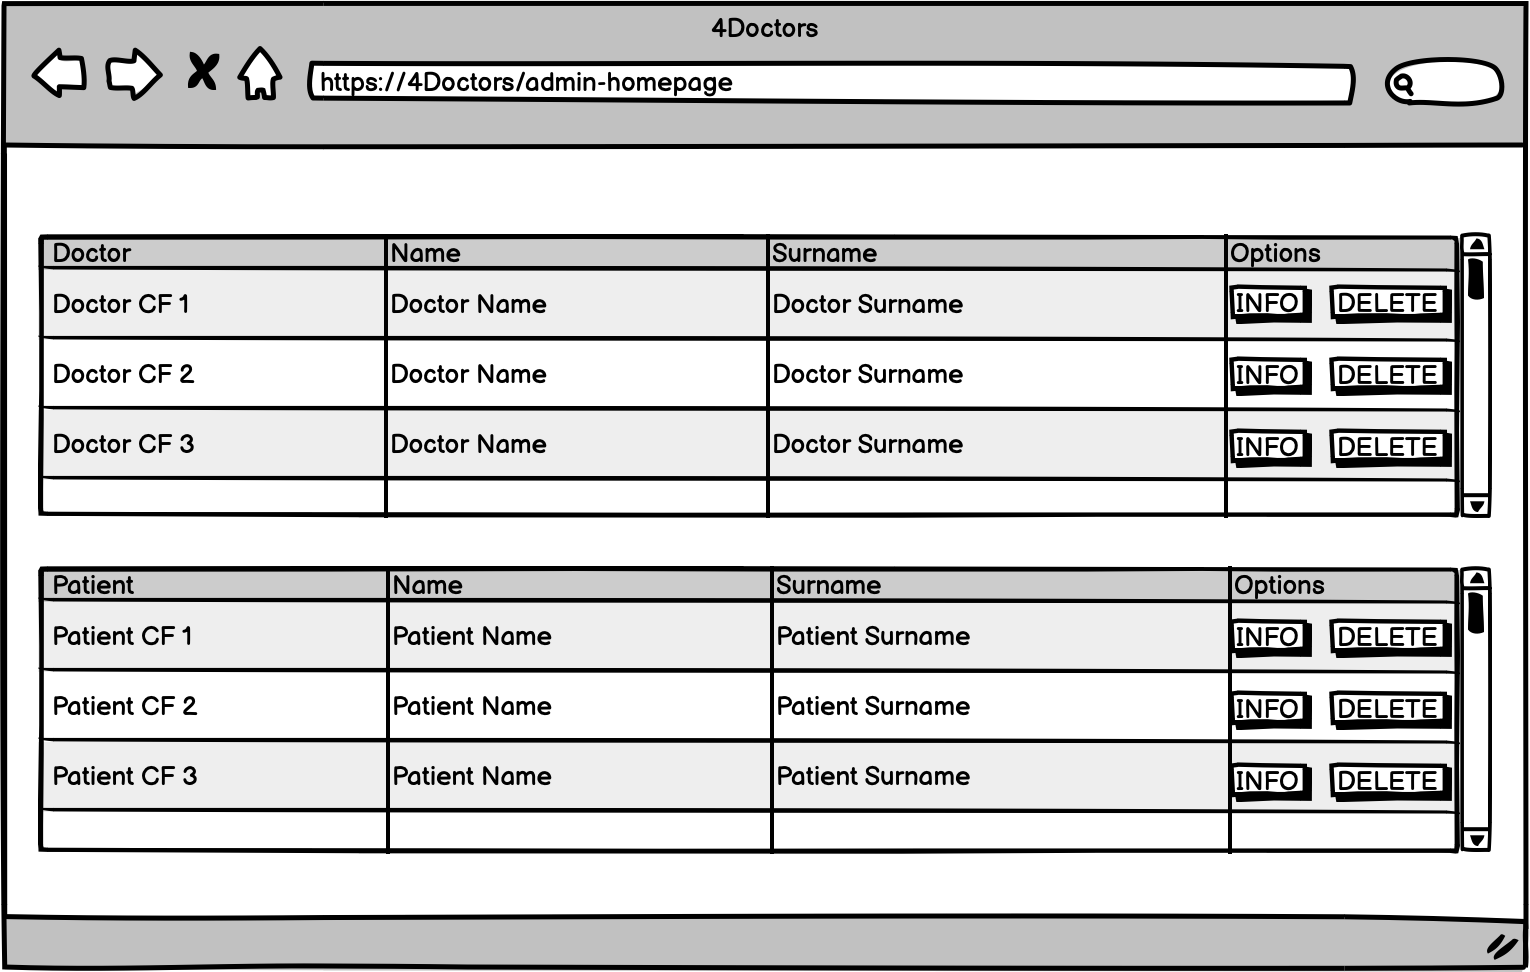 4Doctors
https://4Doctors/admin-homepage
Doctor Name Surname Options
Doctor CF 1 Doctor Name Doctor Surname INFO DELETE
Doctor CF 2 Doctor Name Doctor Surname INFO DELETE
Doctor CF 3 Doctor Name Doctor Surname INFO DELETE
Patient Name Surname Options
Patient CF 1 Patient Name Patient Surname INFO DELETE
Patient CF 2 Patient Name Patient Surname INFO DELETE
Patient CF 3 Patient Name Patient Surname INFO DELETE